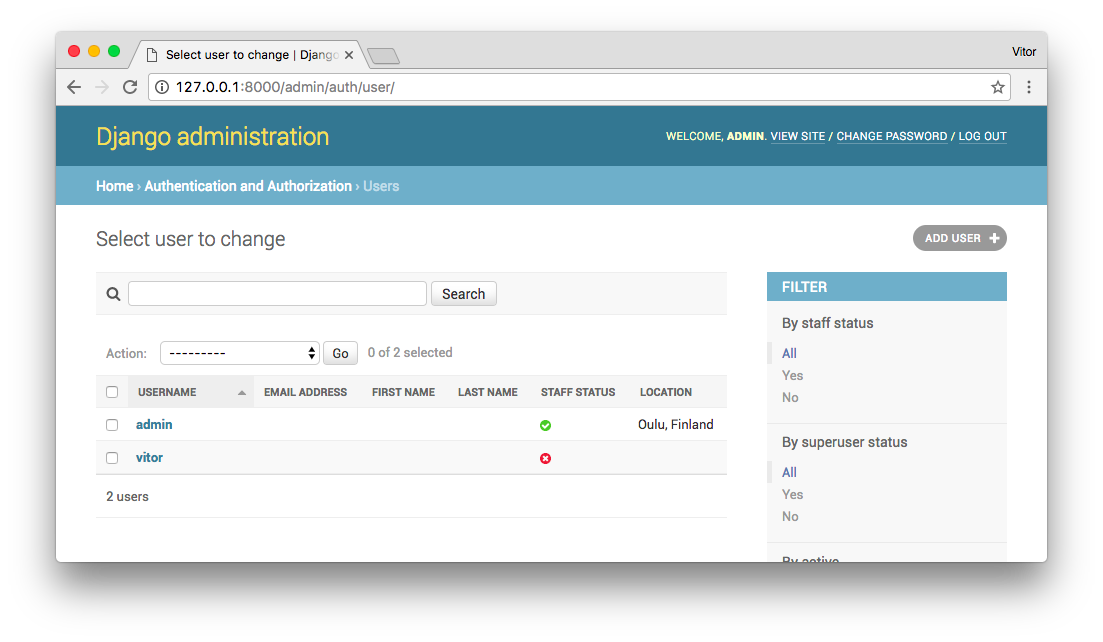 Select user to change | Django
Vitor
127.0.0.1:8000/admin/auth/user/
Django administration
WELCOME, ADMIN. VIEW SITE / CHANGE PASSWORD / LOG OUT
Home › Authentication and Authorization › Users
Select user to change
ADD USER +
Search
FILTER
Action: --------- Go 0 of 2 selected
USERNAME EMAIL ADDRESS FIRST NAME LAST NAME STAFF STATUS LOCATION
admin Oulu, Finland
vitor
2 users
By staff status
All
Yes
No
By superuser status
All
Yes
No
By active